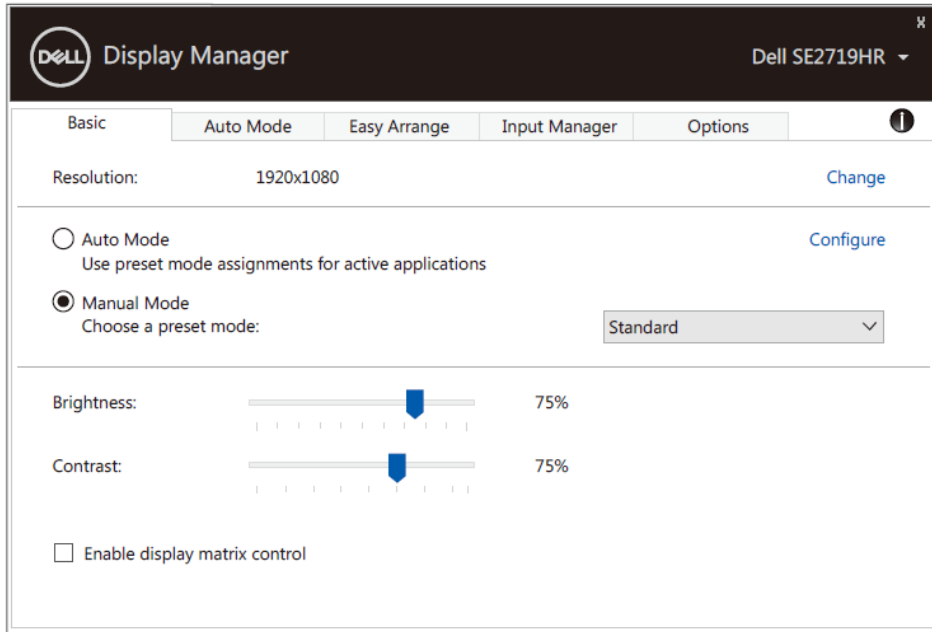 X
DELL Display Manager
Dell SE2719HR
Basic Auto Mode Easy Arrange Input Manager Options
Resolution: 1920x1080 Change
Auto Mode Configure
Use preset mode assignments for active applications
Manual Mode
Choose a preset mode: Standard
Brightness: 75%
Contrast: 75%
Enable display matrix control